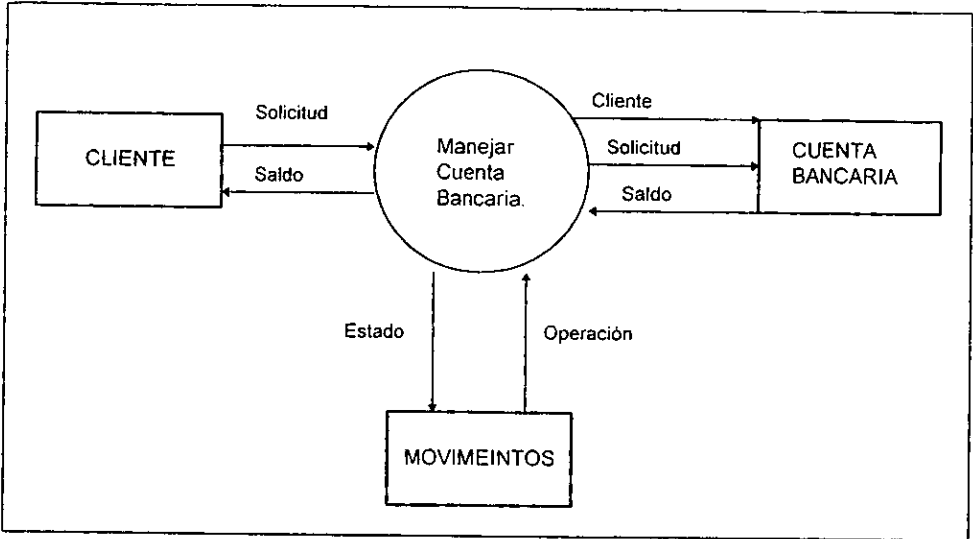 Solicitud
CLIENTE
Saldo
Manejar
Cuenta
Bancaria.
Cliente
Solicitud
Saldo
CUENTA
BANCARIA
Estado
Operación
MOVIMEINTOS